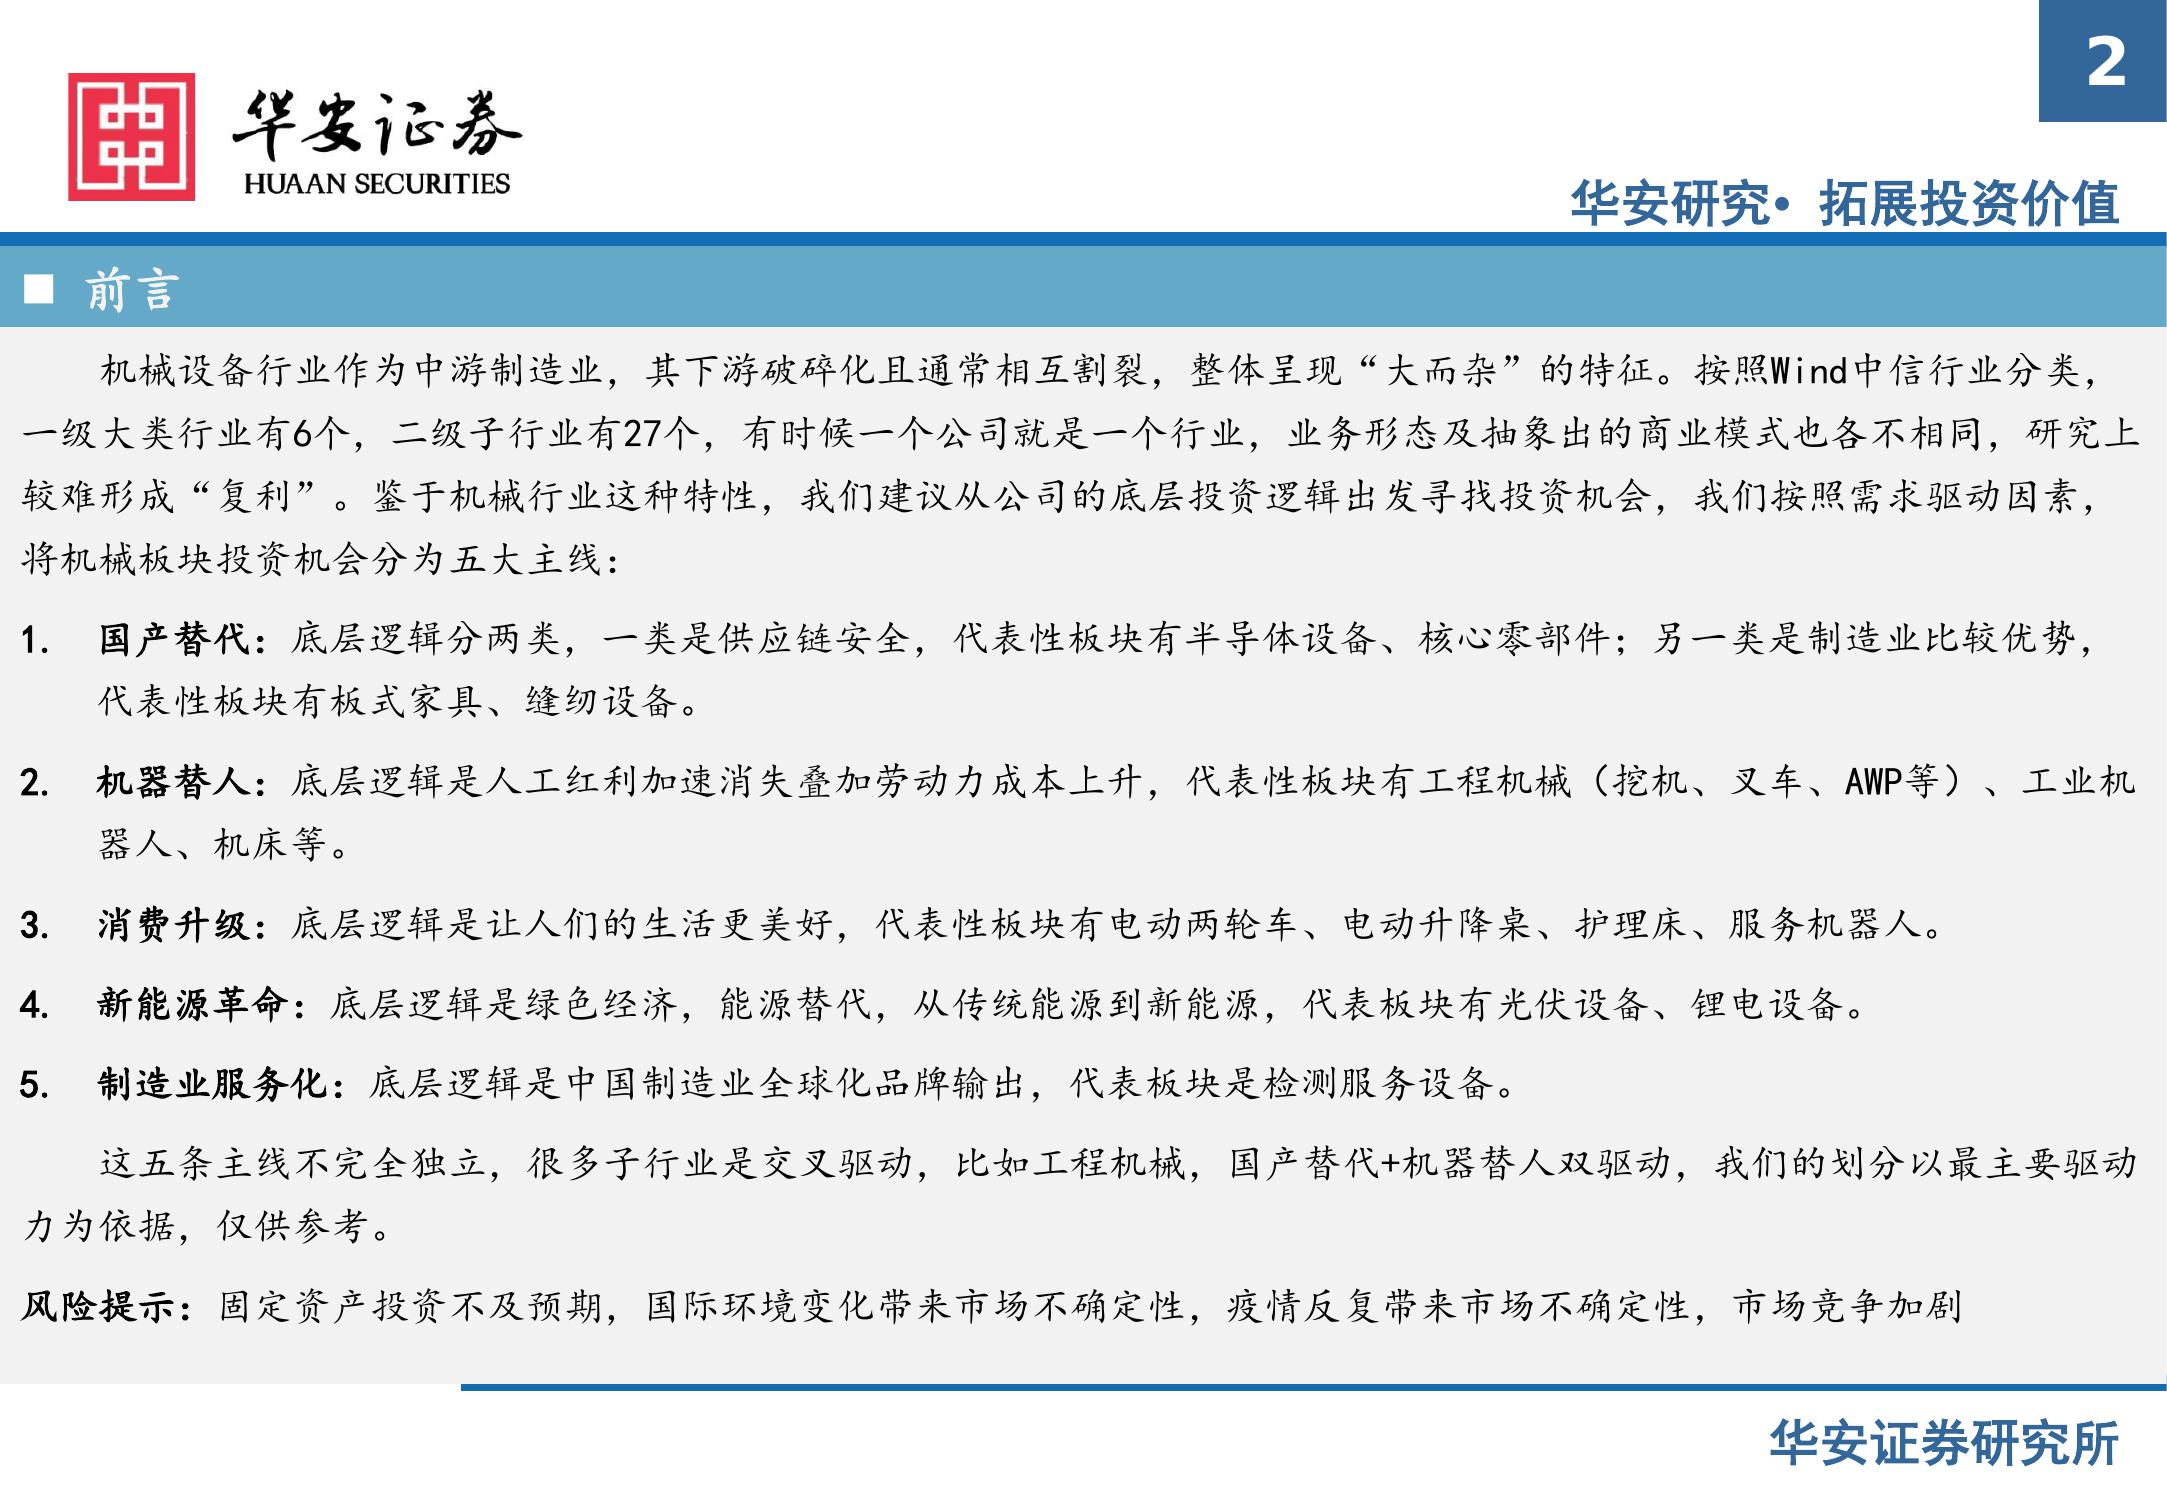 2
华安证券
HUAAN SECURITIES
华安研究• 拓展投资价值
■ 前言
机械设备行业作为中游制造业，其下游破碎化且通常相互割裂，整体呈现“大而杂”的特征。按照Wind中信行业分类，
一级大类行业有6个，二级子行业有27个，有时候一个公司就是一个行业，业务形态及抽象出的商业模式也各不相同，研究上
较难形成“复利”。鉴于机械行业这种特性，我们建议从公司的底层投资逻辑出发寻找投资机会，我们按照需求驱动因素，
将机械板块投资机会分为五大主线：
1. 国产替代：底层逻辑分两类，一类是供应链安全，代表性板块有半导体设备、核心零部件；另一类是制造业比较优势，
代表性板块有板式家具、缝纫设备。
2. 机器替人：底层逻辑是人工红利加速消失叠加劳动力成本上升，代表性板块有工程机械（挖机、叉车、AWP等）、工业机
器人、机床等。
3. 消费升级：底层逻辑是让人们的生活更美好，代表性板块有电动两轮车、电动升降桌、护理床、服务机器人。
4. 新能源革命：底层逻辑是绿色经济，能源替代，从传统能源到新能源，代表板块有光伏设备、锂电设备。
5. 制造业服务化：底层逻辑是中国制造业全球化品牌输出，代表板块是检测服务设备。
这五条主线不完全独立，很多子行业是交叉驱动，比如工程机械，国产替代+机器替人双驱动，我们的划分以最主要驱动
力为依据，仅供参考。
风险提示：固定资产投资不及预期，国际环境变化带来市场不确定性，疫情反复带来市场不确定性，市场竞争加剧
华安证券研究所